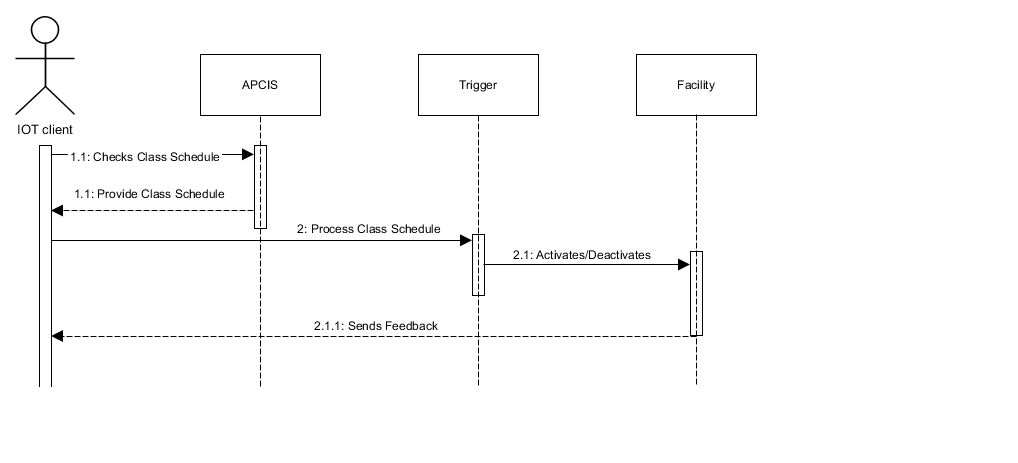 IOT client
APCIS
Trigger
Facility
1.1: Checks Class Schedule
1.1: Provide Class Schedule
2: Process Class Schedule
2.1: Activates/Deactivates
2.1.1: Sends Feedback